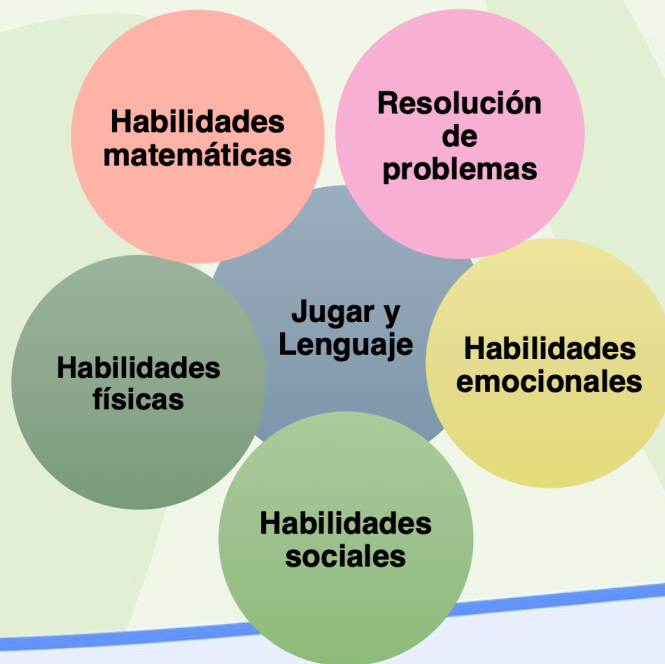 Habilidades
matemáticas
Resolución
de
problemas
Jugar y
Lenguaje
Habilidades
físicas
Habilidades
emocionales
Habilidades
sociales